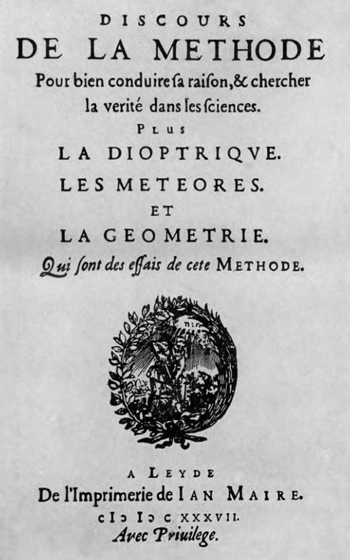 DISCOURS
DE LA METHODE
Pour bien conduire ſa raiſon, & chercher
la verité dans les ſciences.
PLUS
LA DIOPTRIQVE.
LES METEORES.
ET
LA GEOMETRIE.
Qui ſont des eſſais de cete METHODE.
A LEYDE
De l'Imprimerie de IAN MAIRE.
cIↄ Iↄ c XXXVII.
Avec Priuilege.